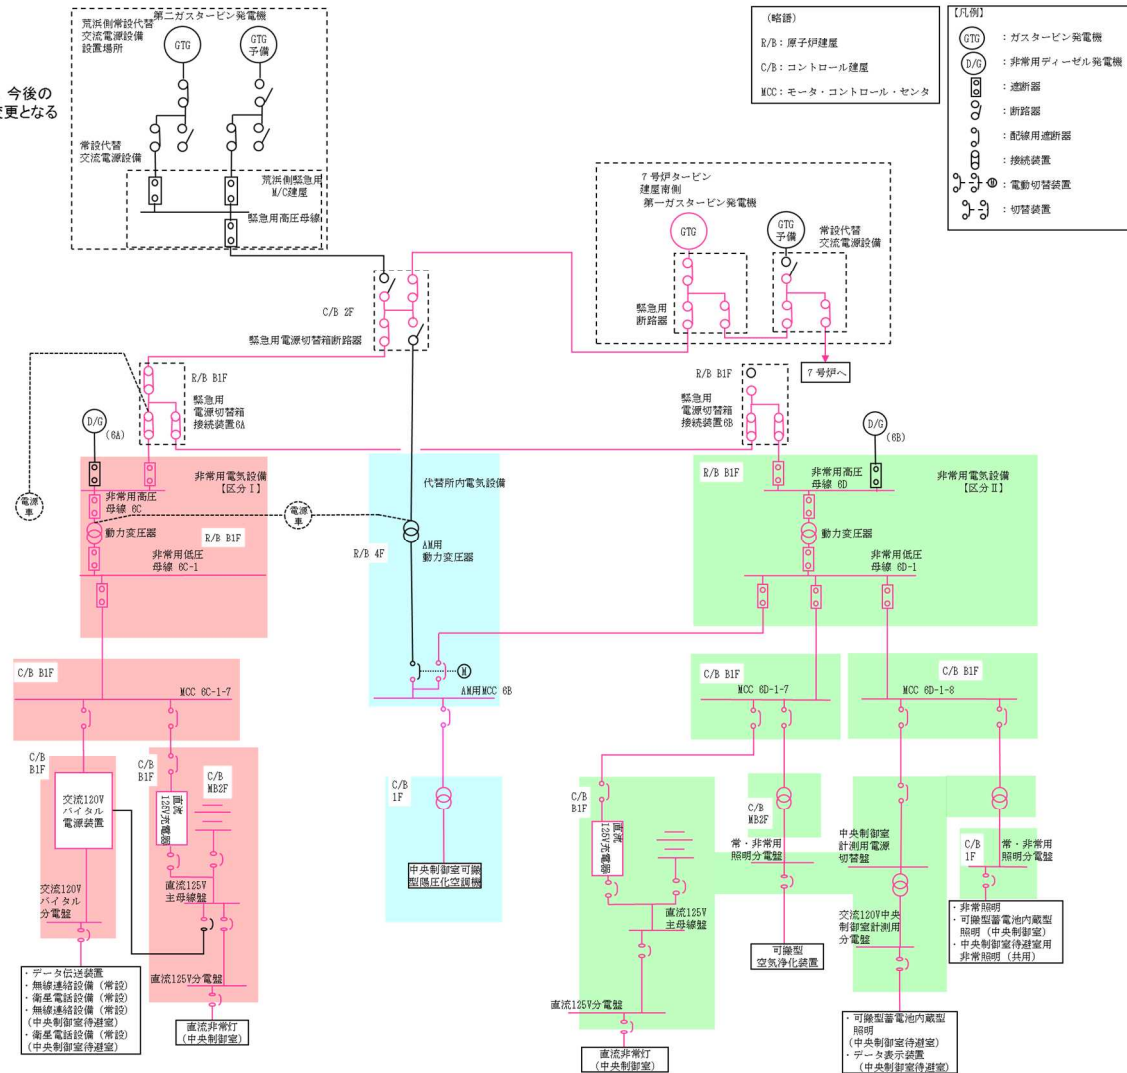 今後の
変更となる
第二ガスタービン発電機
荒浜側常設代替
交流電源設備
設置場所
GTG
GTG
予備
常設代替
交流電源設備
荒浜側緊急用
M/C建屋
緊急用高圧母線
(略語)
R/B：原子炉建屋
C/B：コントロール建屋
MCC：モータ・コントロール・センタ
【凡例】
GTG
：ガスタービン発電機
D/G
：非常用ディーゼル発電機
：遮断器
：断路器
：配線用遮断器
：接続装置
M
：電動切替装置
：切替装置
7号炉タービン
建屋南側
第一ガスタービン発電機
GTG
GTG
予備
常設代替
交流電源設備
緊急用
断路器
7号炉へ
C/B 2F
緊急用電源切替箱断路器
R/B B1F
緊急用
電源切替箱
接続装置6A
R/B B1F
緊急用
電源切替箱
接続装置6B
D/G
(6A)
D/G
(6B)
電源
車
電源
車
非常用電気設備
【区分Ⅰ】
非常用高圧
母線 6C
動力変圧器
R/B B1F
非常用低圧
母線 6C-1
代替所内電気設備
R/B 4F
AM用
動力変圧器
M
AM用MCC 6B
R/B B1F
非常用高圧
母線 6D
非常用電気設備
【区分Ⅱ】
動力変圧器
非常用低圧
母線 6D-1
C/B B1F
MCC 6C-1-7
C/B B1F
MCC 6D-1-7
C/B B1F
MCC 6D-1-8
C/B
B1F
交流120V
バイタル
電源装置
交流120V
バイタル
分電盤
C/B
B1F
直流
125V充電器
C/B
MB2F
直流125V
主母線盤
直流125V分電盤
・データ伝送装置
・無線連絡設備（常設）
・衛星電話設備（常設）
・無線連絡設備（常設）
（中央制御室待避室）
・衛星電話設備（常設）
（中央制御室待避室）
直流非常灯
(中央制御室)
C/B
1F
中央制御室可搬
型陽圧化空調機
C/B
B1F
直流
125V充電器
直流125V
主母線盤
直流125V分電盤
直流非常灯
(中央制御室)
C/B
MB2F
常・非常用
照明分電盤
可搬型
空気浄化装置
中央制御室
計測用電源
切替盤
交流120V中央
制御室計測用
分電盤
・可搬型蓄電池内蔵型
照明
（中央制御室待避室）
・データ表示装置
（中央制御室待避室）
C/B
1F
常・非常用
照明分電盤
・非常照明
・可搬型蓄電池内蔵型
照明（中央制御室）
・中央制御室待避室用
非常照明（共用）